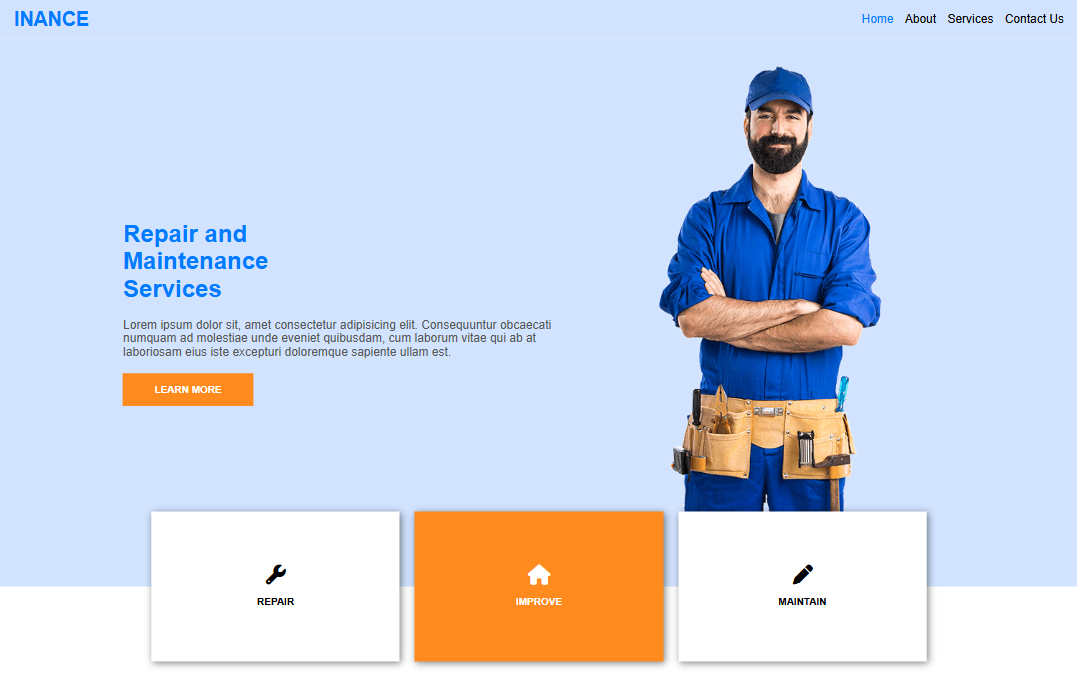 INANCE
Home About Services Contact Us
Repair and
Maintenance
Services
Lorem ipsum dolor sit, amet consectetur adipisicing elit. Consequuntur obcaecati
numquam ad molestiae unde eveniet quibusdam, cum laborum vitae qui ab at
laboriosam eius iste excepturi doloremque sapiente ullam est.
LEARN MORE
REPAIR
IMPROVE
MAINTAIN